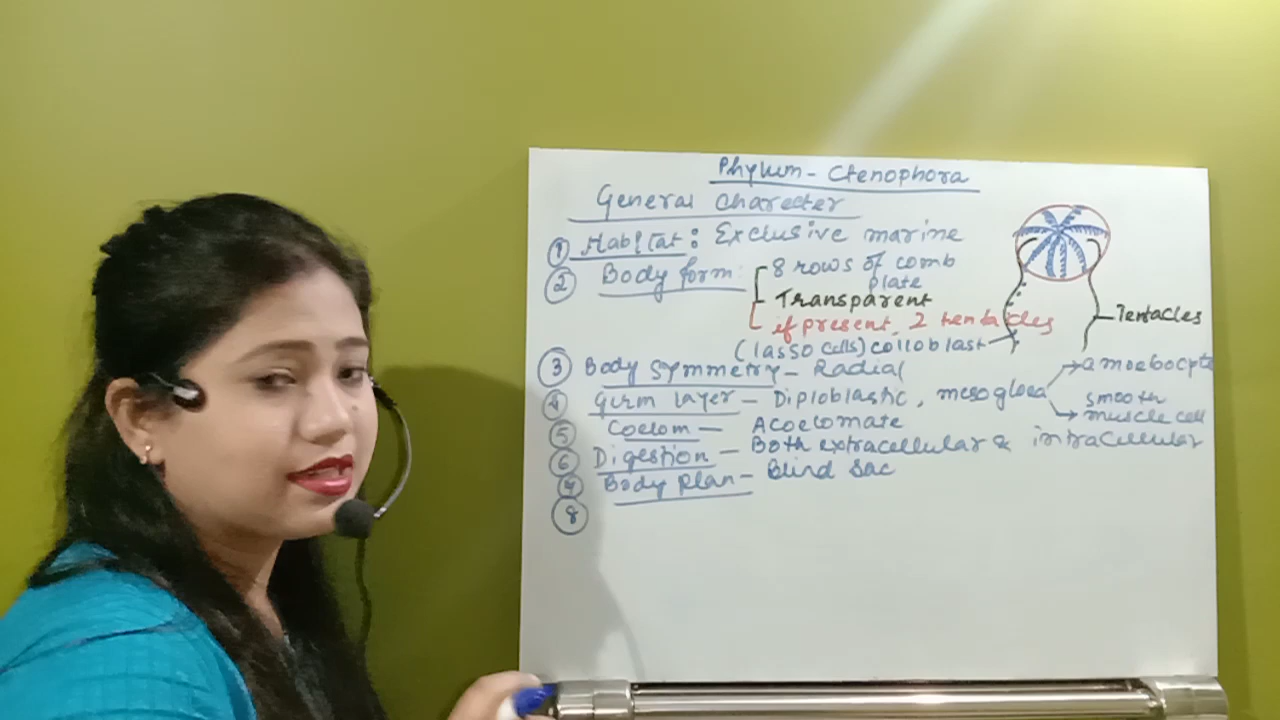 Phylum - Ctenophora
General Character
① Habitat : Exclusive marine
② Body form : 8 rows of comb plate
Transparent
if present, 2 tentacles
(lasso cells) colloblast
Tentacles
③ Body symmetry - Radial
④ Germ layer - Diploblastic, mesogloea
amoebocyte
smooth muscle cell
⑤ Coelom - Acoelomate
⑥ Digestion - Both extracellular & intracellular
Body plan - Blind sac
⑧